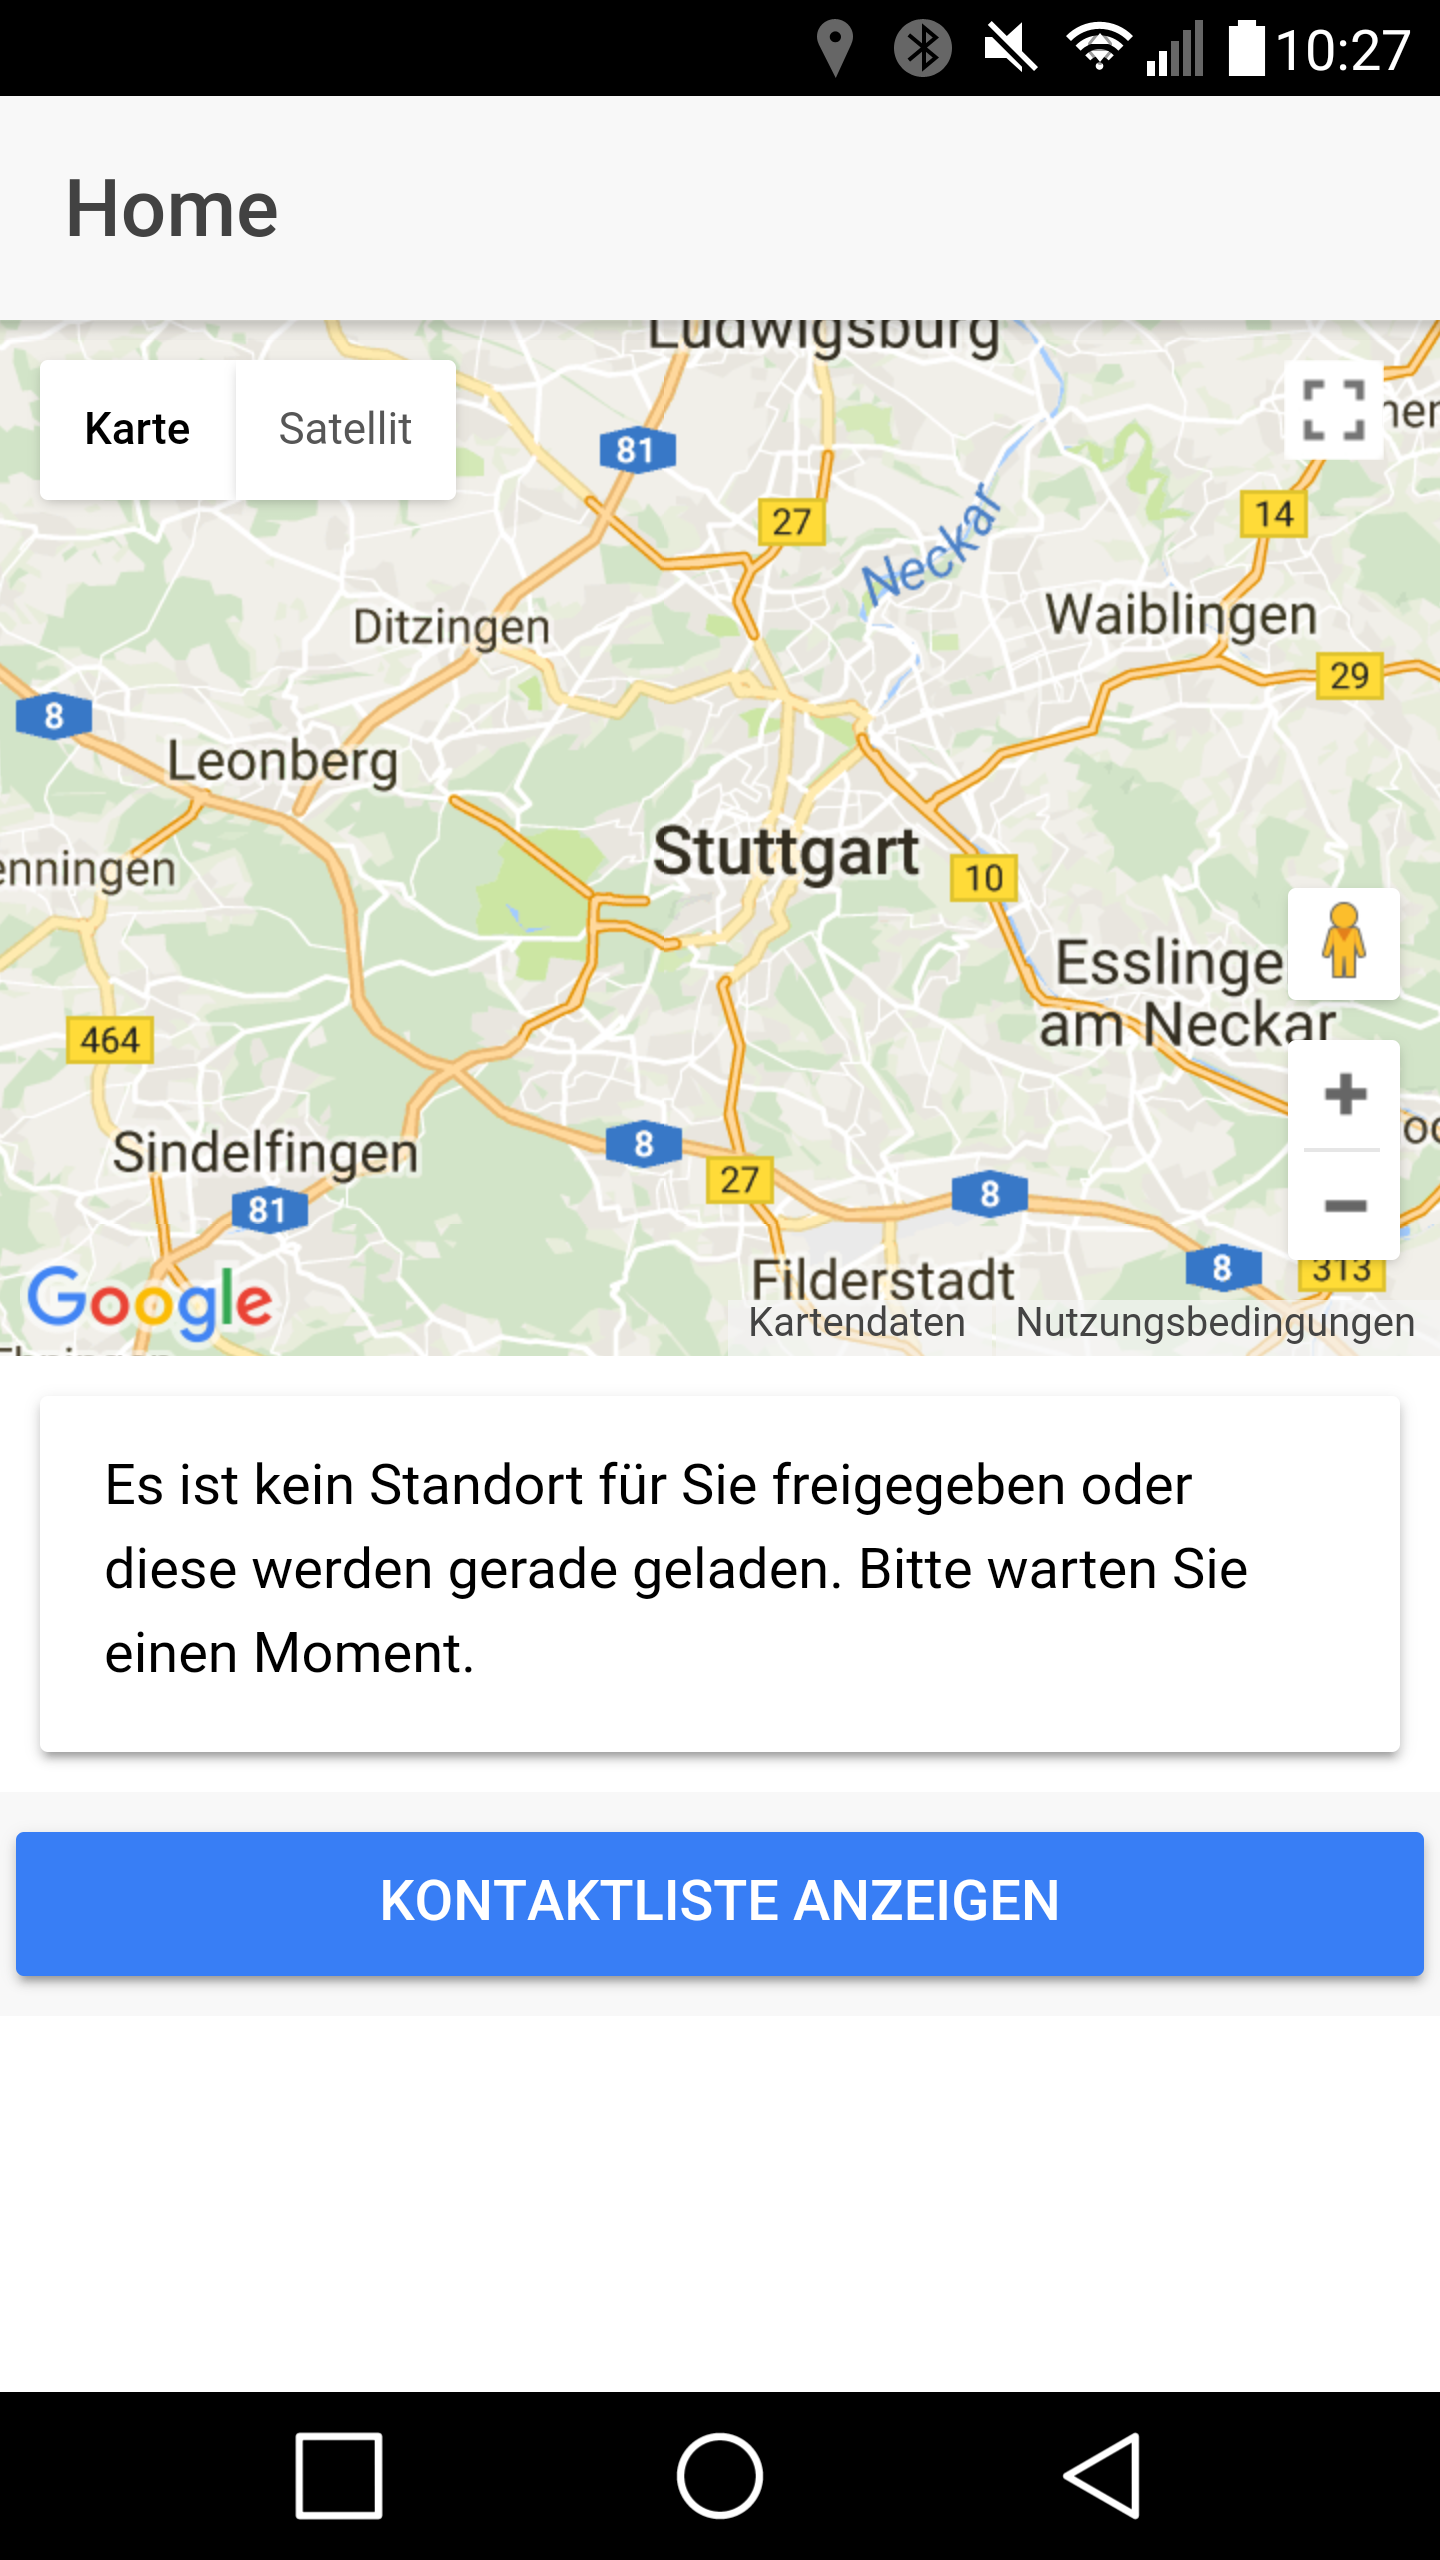 10:27
Home
Ludwigsburg
Karte
Satellit
81
27
14
Neckar
Ditzingen
Waiblingen
29
8
Leonberg
Stuttgart
10
enningen
Esslinge
am Neckar
464
Sindelfingen
8
27
8
81
8
313
Filderstadt
Google
Kartendaten
Nutzungsbedingungen
Es ist kein Standort für Sie freigegeben oder
diese werden gerade geladen. Bitte warten Sie
einen Moment.
KONTAKTLISTE ANZEIGEN